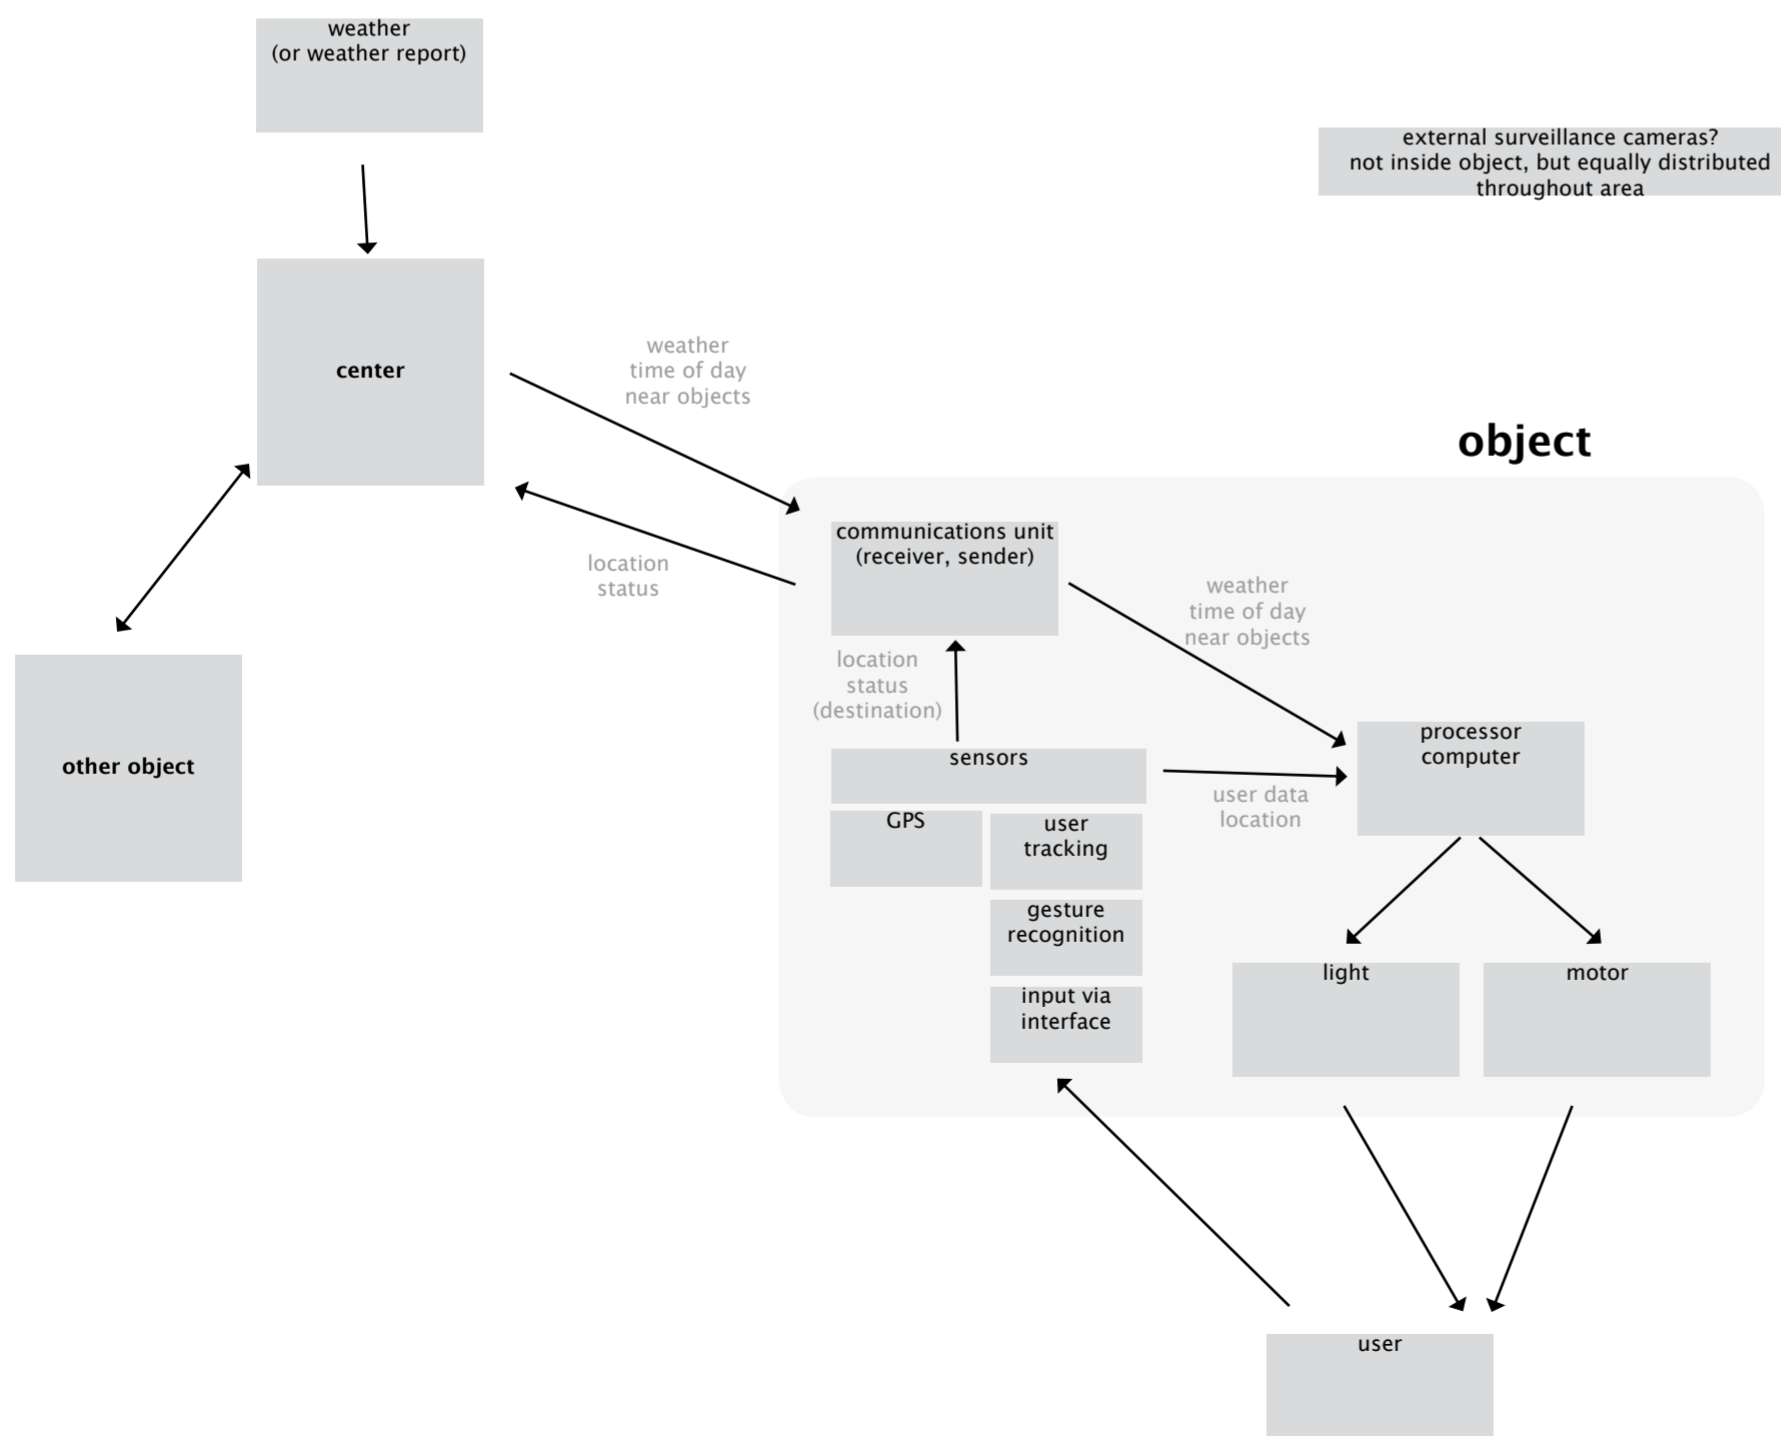 weather
(or weather report)
external surveillance cameras?
not inside object, but equally distributed
throughout area
center
weather
time of day
near objects
object
communications unit
(receiver, sender)
location
status
weather
time of day
near objects
location
status
(destination)
processor
computer
sensors
other object
user data
location
GPS
user
tracking
gesture
recognition
input via
interface
light
motor
user